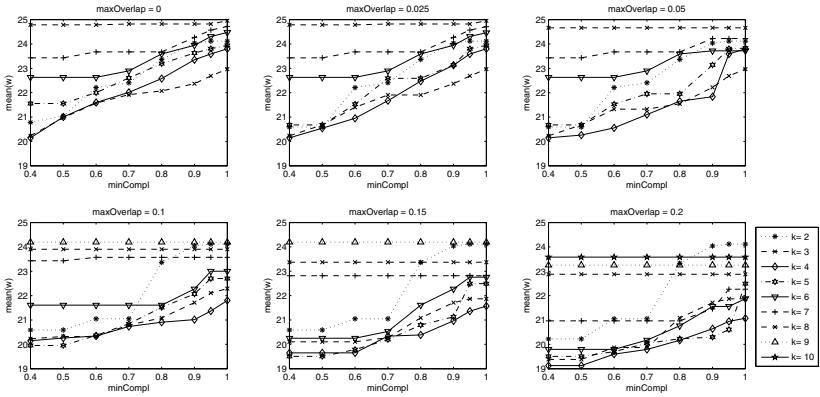 maxOverlap = 0
25
24
23
22
21
20
19
mean(w)
0.4 0.5 0.6 0.7 0.8 0.9 1
minCompl
maxOverlap = 0.025
25
24
23
22
21
20
19
mean(w)
0.4 0.5 0.6 0.7 0.8 0.9 1
minCompl
maxOverlap = 0.05
25
24
23
22
21
20
19
mean(w)
0.4 0.5 0.6 0.7 0.8 0.9 1
minCompl
maxOverlap = 0.1
25
24
23
22
21
20
19
mean(w)
0.4 0.5 0.6 0.7 0.8 0.9 1
minCompl
maxOverlap = 0.15
25
24
23
22
21
20
19
mean(w)
0.4 0.5 0.6 0.7 0.8 0.9 1
minCompl
maxOverlap = 0.2
25
24
23
22
21
20
19
mean(w)
0.4 0.5 0.6 0.7 0.8 0.9 1
minCompl
k= 2
k= 3
k= 4
k= 5
k= 6
k= 7
k= 8
k= 9
k= 10